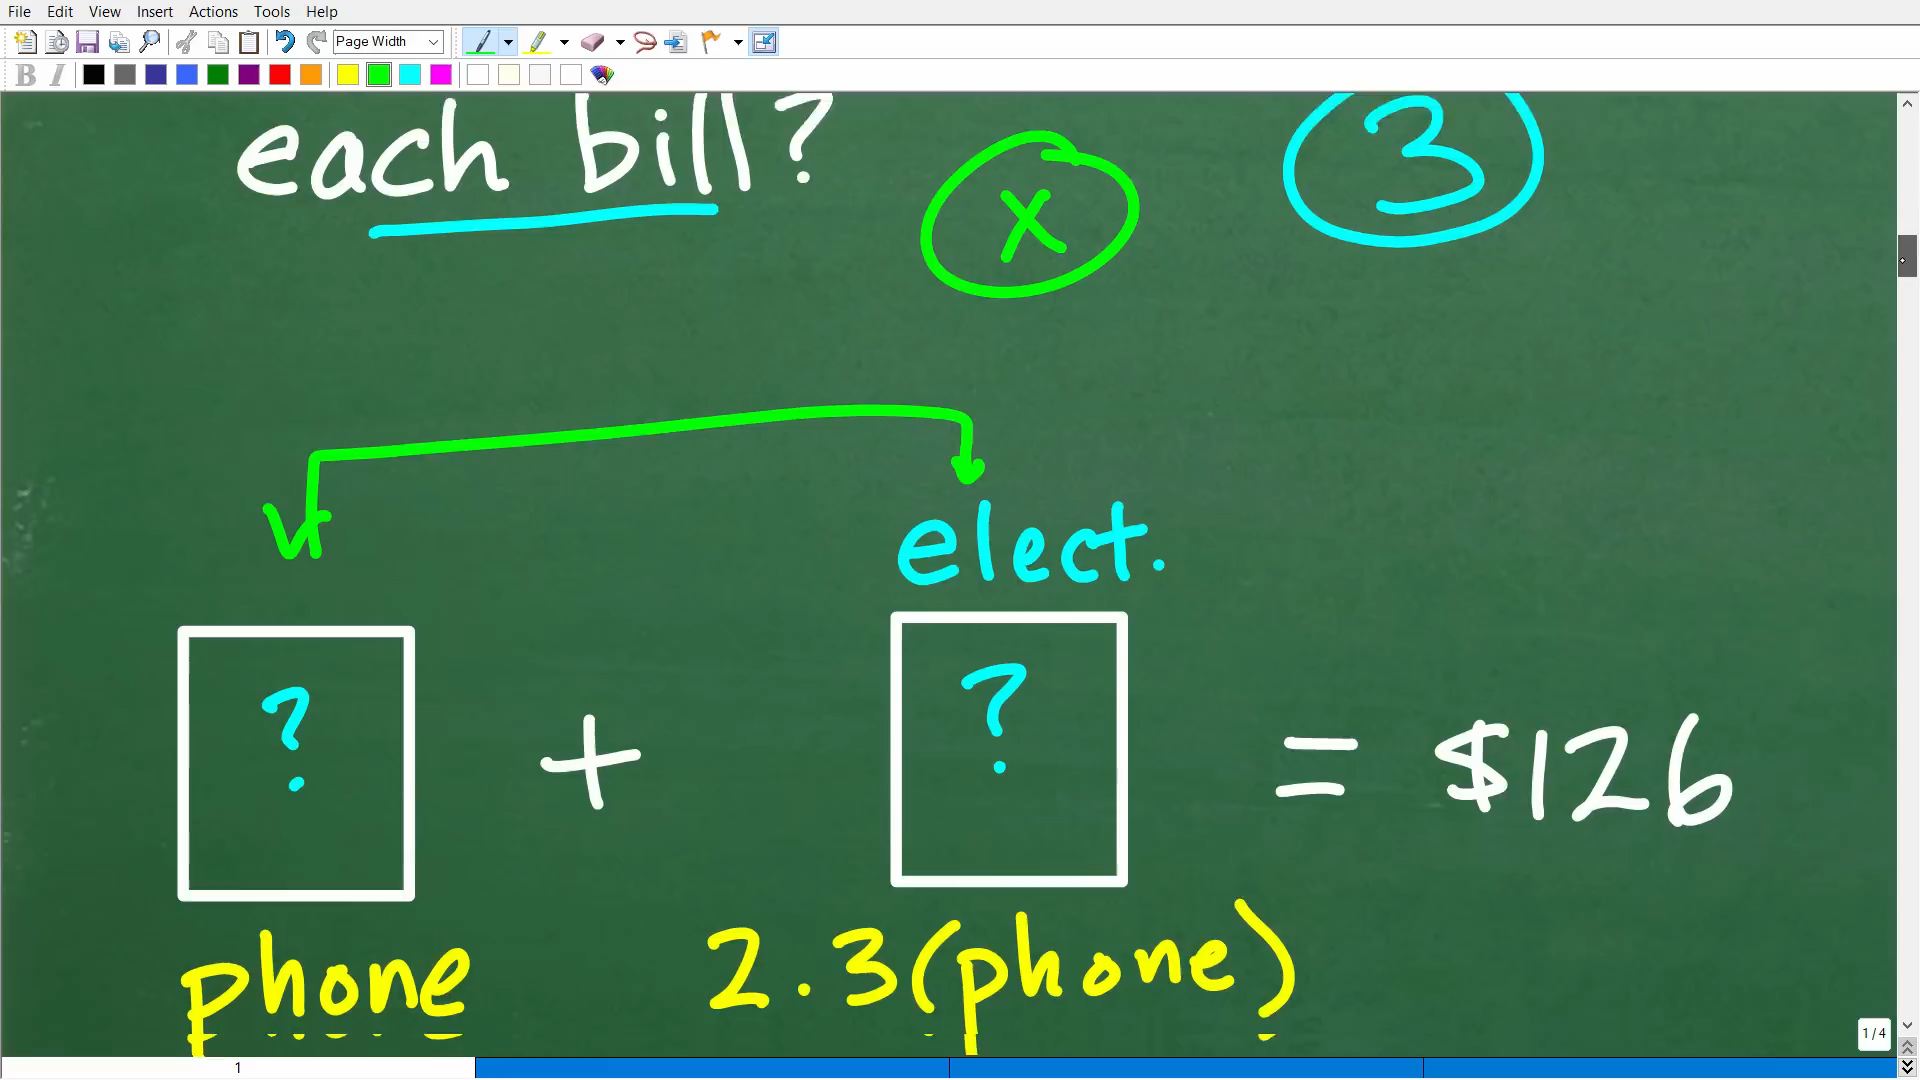 File Edit View Insert Actions Tools Help
Page Width
B I
each bill?
x
3
elect.
? + ? = $126
phone 2.3(phone)
1 / 4
1